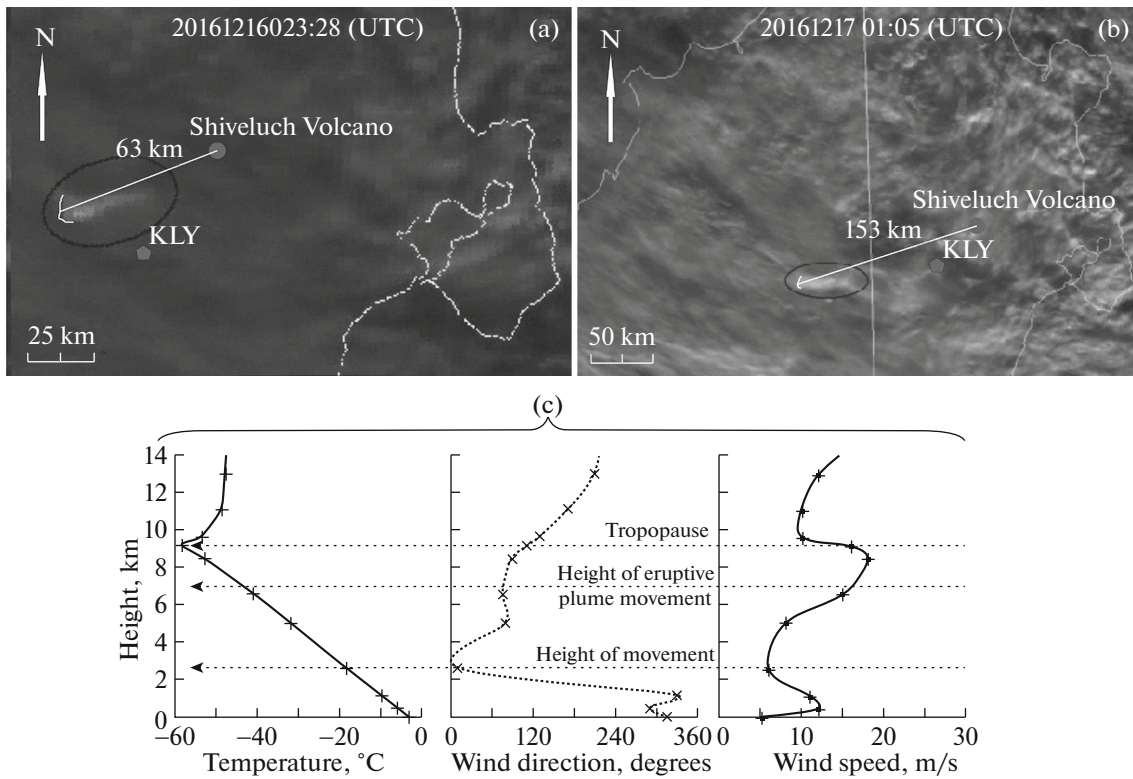 20161216023:28 (UTC)
(a)
N
Shiveluch Volcano
63 km
KLY
25 km
20161217 01:05 (UTC)
(b)
N
Shiveluch Volcano
153 km
KLY
50 km
(c)
Height, km
14
12
10
8
6
4
2
0
Tropopause
Height of eruptive
plume movement
Height of movement
−60 −40 −20 0
Temperature, °C
0 120 240 360
Wind direction, degrees
0 10 20 30
Wind speed, m/s